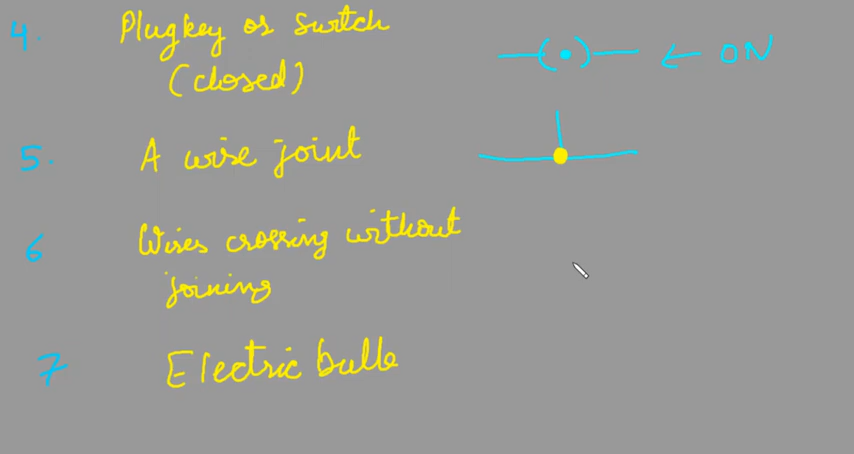 4. Plugkey or Switch ← ON
(closed)
5. A wire joint
6 Wires crossing without
joining
7 Electric bulb